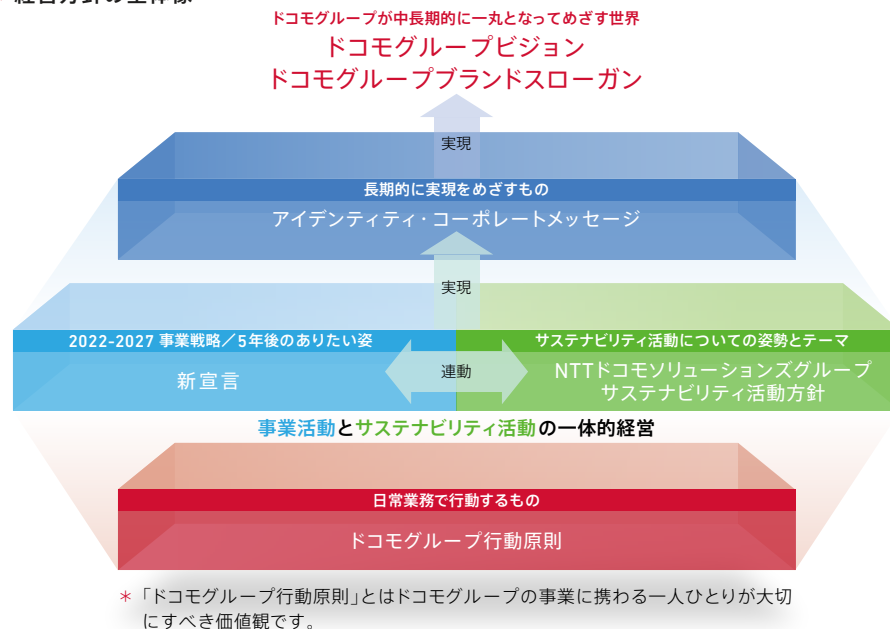 経営方針の全体像
ドコモグループが中長期的に一丸となってめざす世界
ドコモグループビジョン
ドコモグループブランドスローガン
実現
長期的に実現をめざすもの
アイデンティティ・コーポレートメッセージ
実現
2022-2027 事業戦略／5年後のありたい姿
サステナビリティ活動についての姿勢とテーマ
新宣言
連動
NTTドコモソリューションズグループ
サステナビリティ活動方針
事業活動とサステナビリティ活動の一体的経営
日常業務で行動するもの
ドコモグループ行動原則
＊「ドコモグループ行動原則」とはドコモグループの事業に携わる一人ひとりが大切
にすべき価値観です。